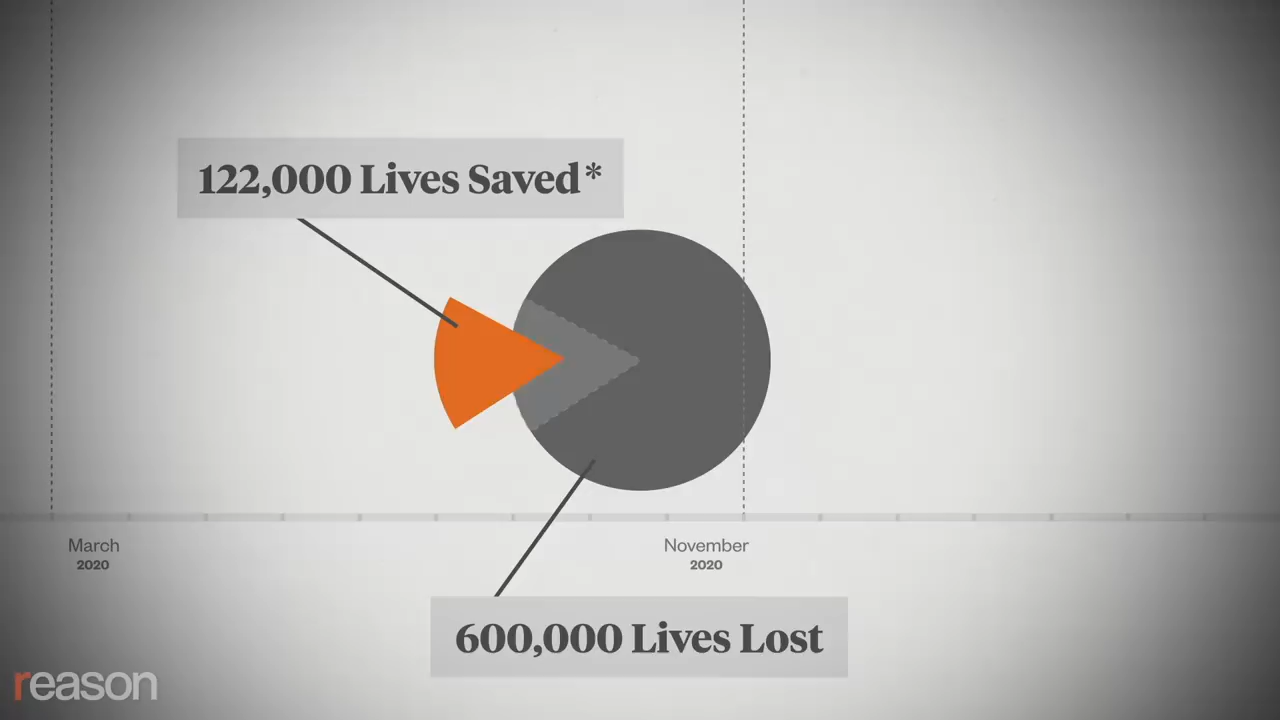 122,000 Lives Saved*
March
2020
November
2020
600,000 Lives Lost
reason